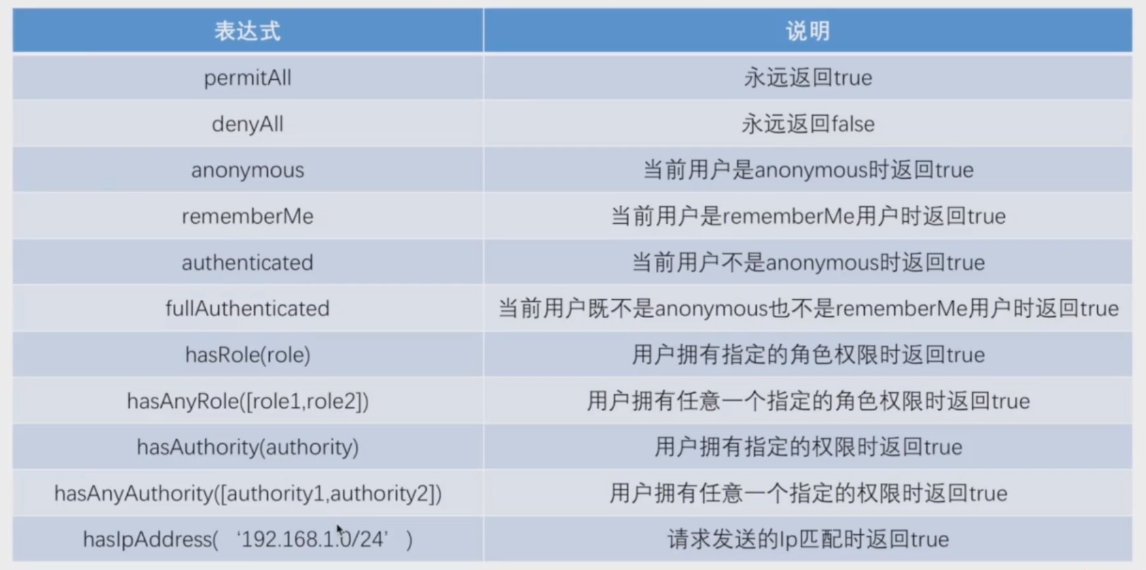 表达式 说明
permitAll 永远返回true
denyAll 永远返回false
anonymous 当前用户是anonymous时返回true
rememberMe 当前用户是rememberMe用户时返回true
authenticated 当前用户不是anonymous时返回true
fullAuthenticated 当前用户既不是anonymous也不是rememberMe用户时返回true
hasRole(role) 用户拥有指定的角色权限时返回true
hasAnyRole([role1,role2]) 用户拥有任意一个指定的角色权限时返回true
hasAuthority(authority) 用户拥有指定的权限时返回true
hasAnyAuthority([authority1,authority2]) 用户拥有任意一个指定的权限时返回true
hasIpAddress( ‘192.168.1.0/24’ ) 请求发送的Ip匹配时返回true